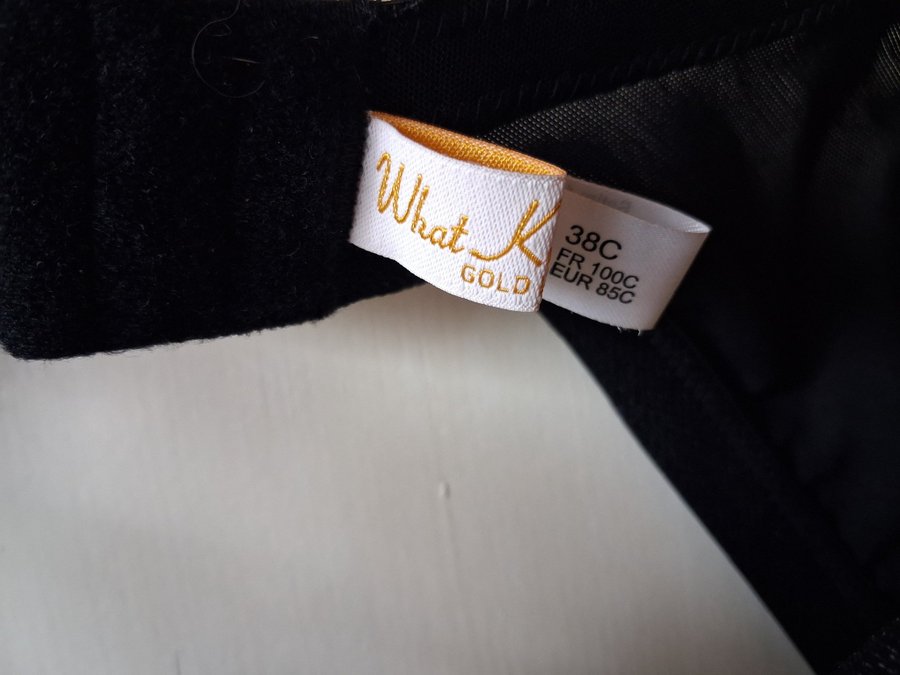 What K
GOLD
38C
FR 100C
EUR 85C